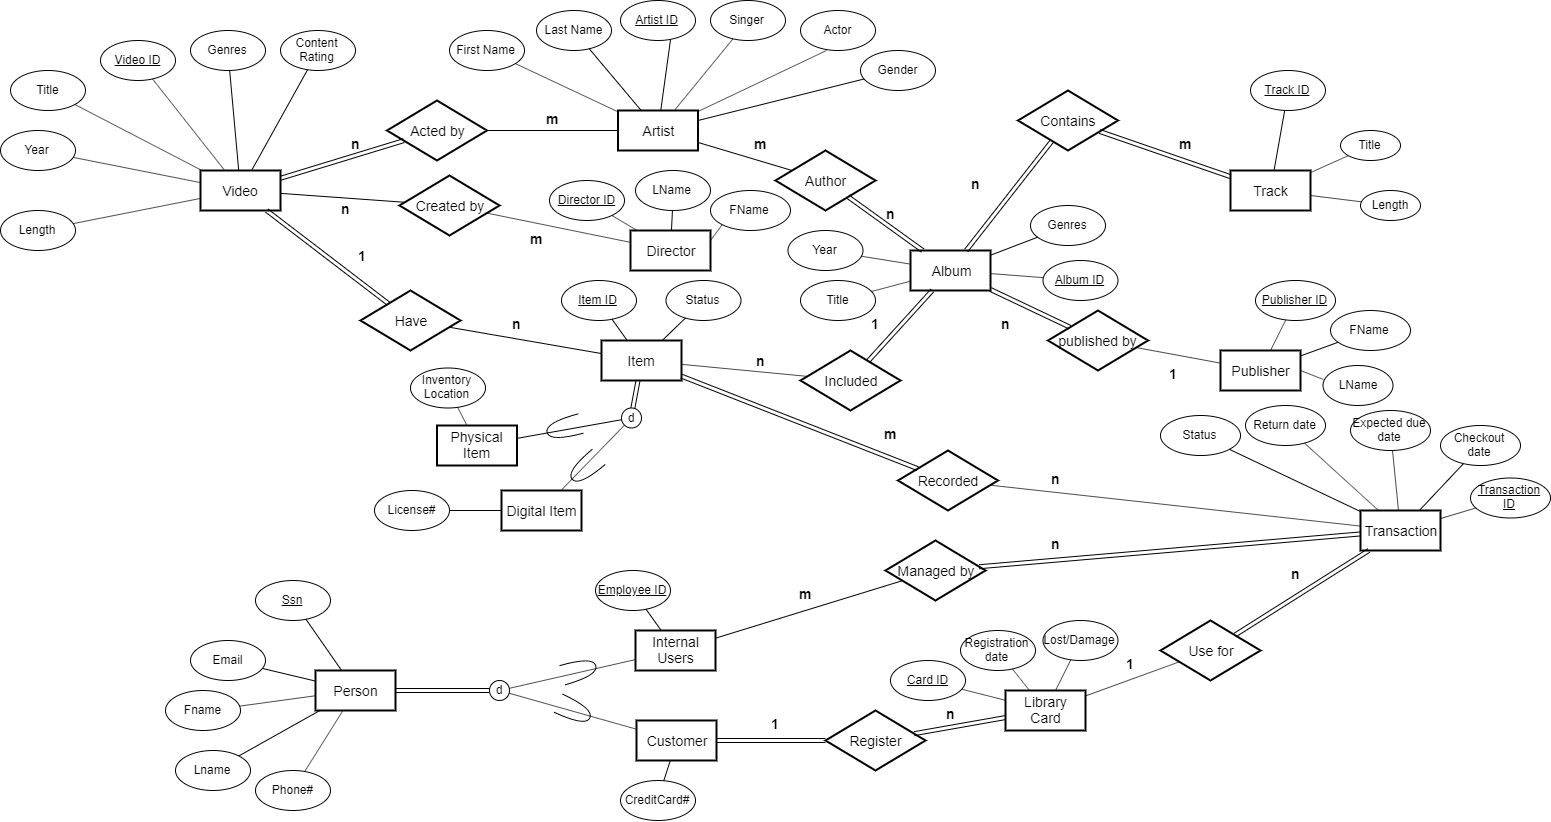 Artist ID
Singer
Last Name
Actor
First Name
Genres
Content
Rating
Video ID
Gender
Title
Track ID
Contains
m
Acted by
m
Artist
n
Title
Year
m
n
Video
Author
Track
Created by
Director ID
LName
n
Length
FName
n
Length
m
Director
Genres
Year
Album
Album ID
1
Item ID
Status
Title
Publisher ID
Have
n
1
n
FName
published by
Item
n
1
Publisher
Included
LName
Inventory
Location
d
Status
Return date
Expected due
date
Checkout
date
Physical
Item
m
Recorded
n
Transaction
ID
License#
Digital Item
Transaction
n
Managed by
n
Ssn
Employee ID
m
Internal
Users
Registration
date
Lost/Damage
Use for
Email
1
Person
d
Card ID
Fname
Library
Card
n
1
Customer
Register
Lname
Phone#
CreditCard#